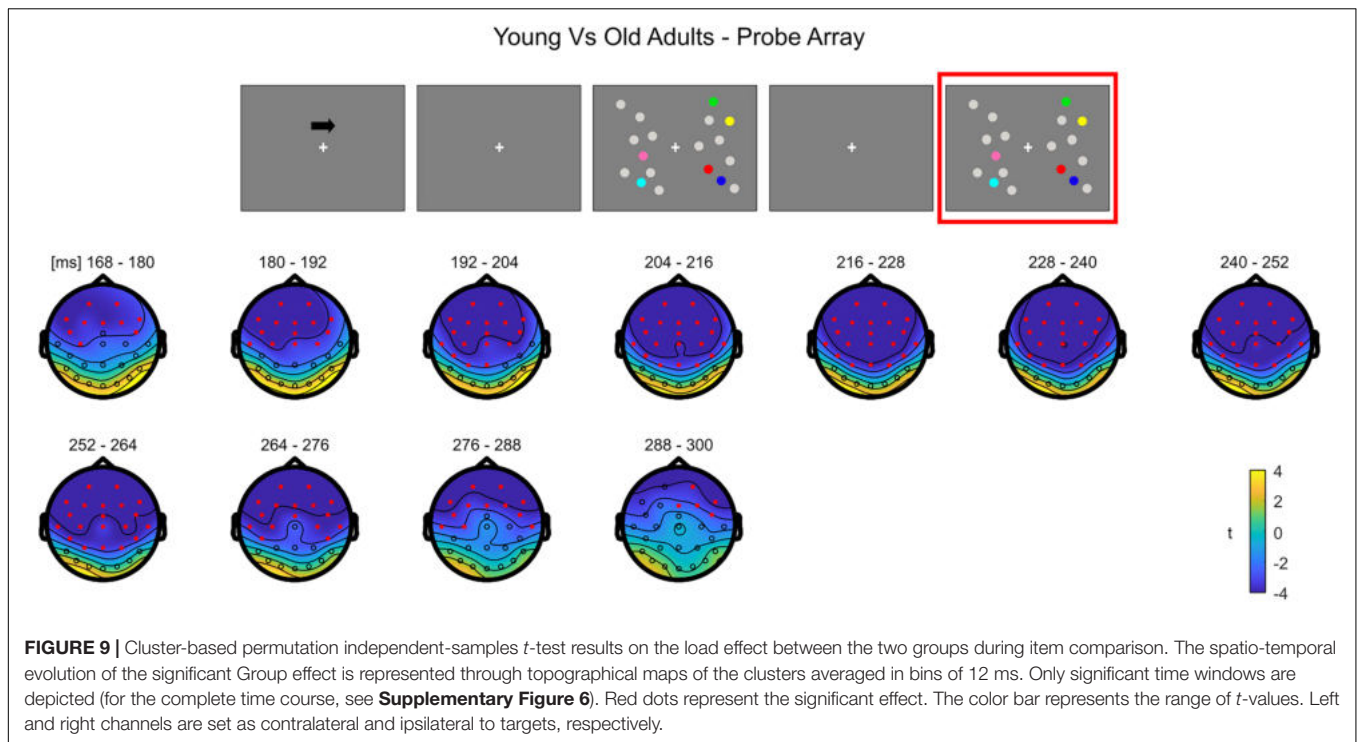 Young Vs Old Adults - Probe Array
[ms] 168 - 180
180 - 192
192 - 204
204 - 216
216 - 228
228 - 240
240 - 252
252 - 264
264 - 276
276 - 288
288 - 300
t
4
2
0
-2
-4
FIGURE 9 | Cluster-based permutation independent-samples t-test results on the load effect between the two groups during item comparison. The spatio-temporal
evolution of the significant Group effect is represented through topographical maps of the clusters averaged in bins of 12 ms. Only significant time windows are
depicted (for the complete time course, see Supplementary Figure 6). Red dots represent the significant effect. The color bar represents the range of t-values. Left
and right channels are set as contralateral and ipsilateral to targets, respectively.